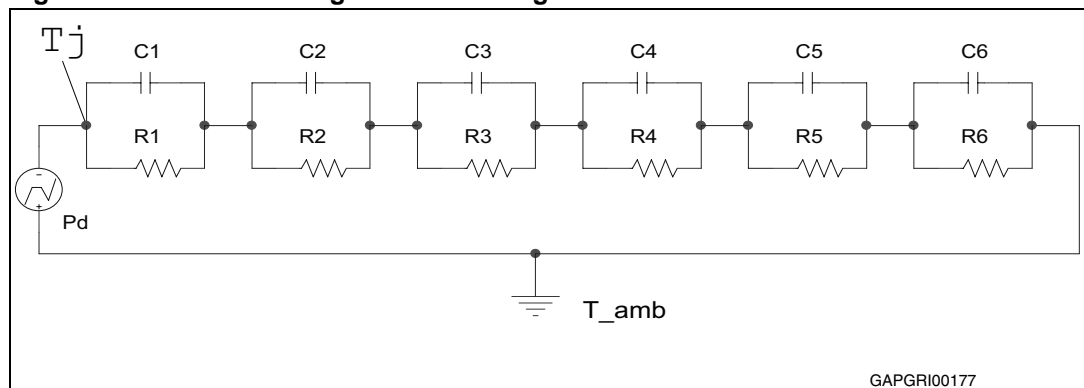 Tj
C1 C2 C3 C4 C5 C6
R1 R2 R3 R4 R5 R6
Pd
T_amb
GAPGRI00177